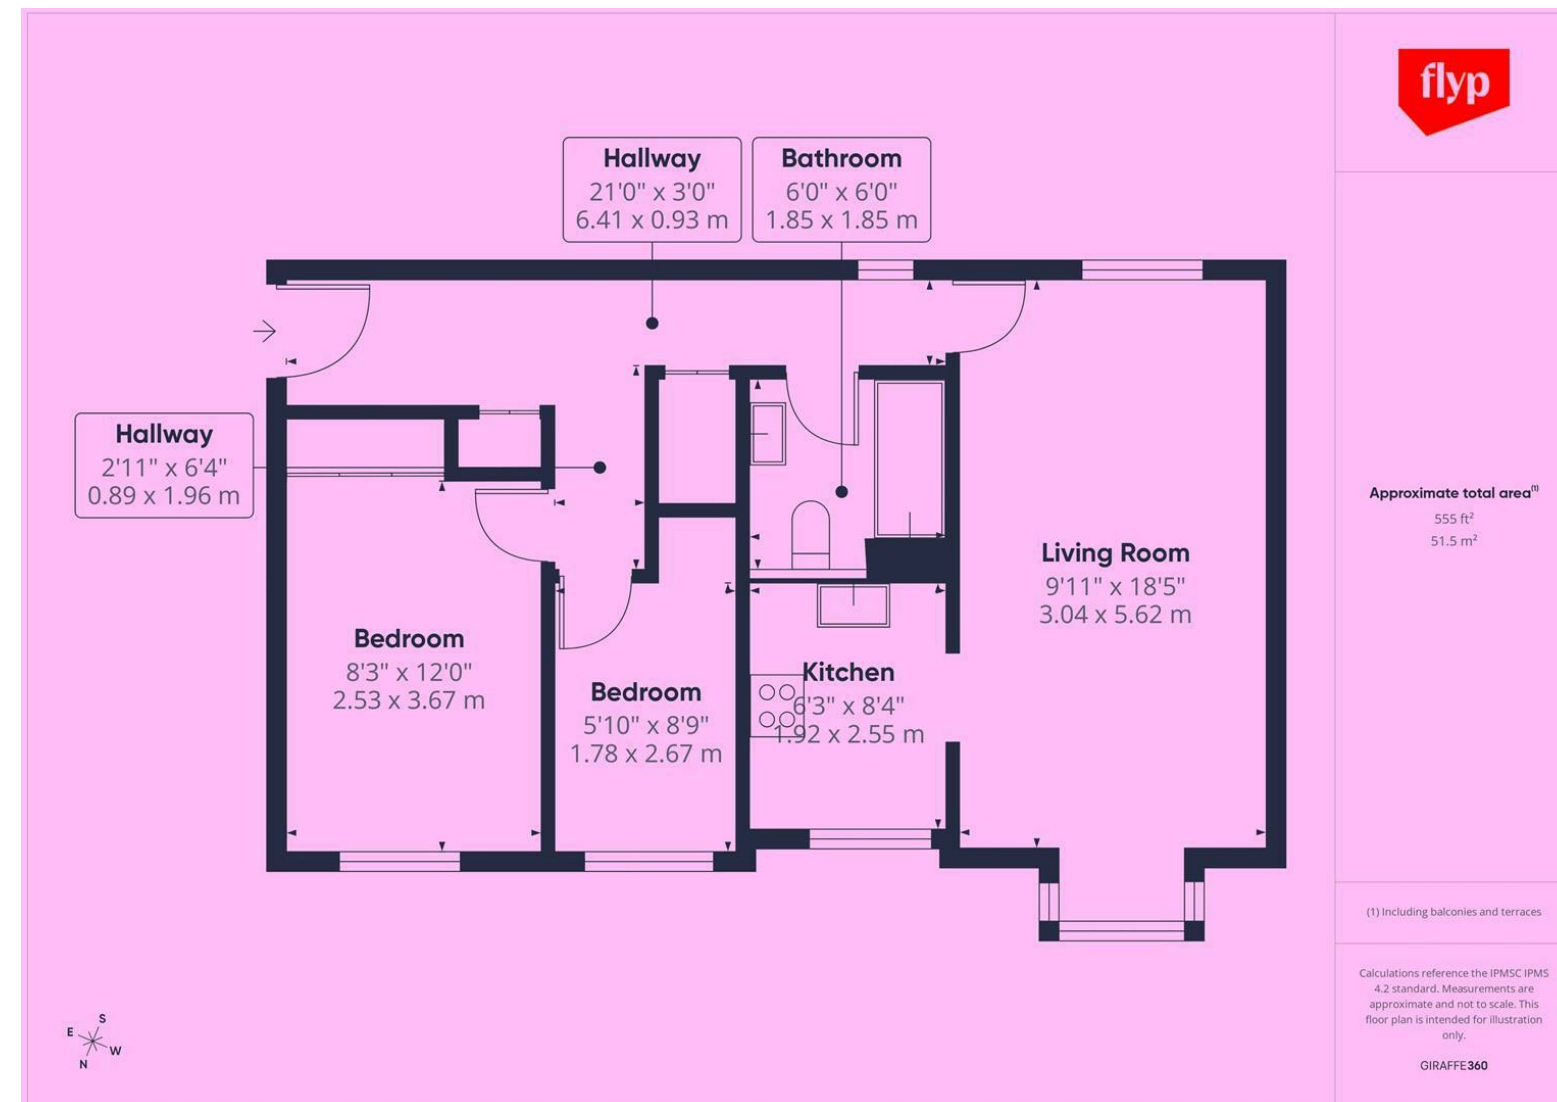 flyp
Hallway
21'0" x 3'0"
6.41 x 0.93 m
Bathroom
6'0" x 6'0"
1.85 x 1.85 m
Hallway
2'11" x 6'4"
0.89 x 1.96 m
Living Room
9'11" x 18'5"
3.04 x 5.62 m
Bedroom
8'3" x 12'0"
2.53 x 3.67 m
Bedroom
5'10" x 8'9"
1.78 x 2.67 m
Kitchen
6'3" x 8'4"
1.92 x 2.55 m
Approximate total area⁽¹⁾
555 ft²
51.5 m²
(1) Including balconies and terraces
Calculations reference the IPMSC IPMS
4.2 standard. Measurements are
approximate and not to scale. This
floor plan is intended for illustration
only.
GIRAFFE360
S
E
W
N